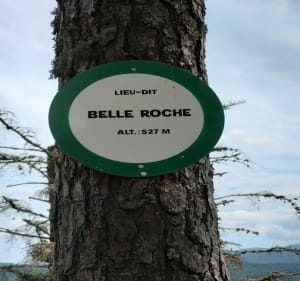 LIEU-DIT
BELLE ROCHE
ALT.: 527 M